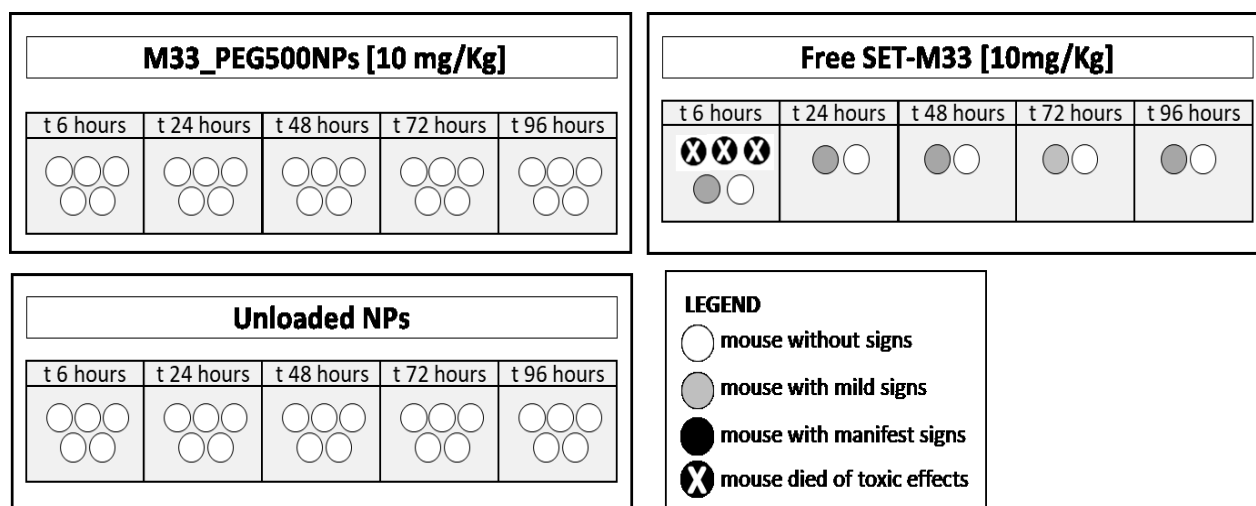 M33_PEG500NPs [10 mg/Kg]
t 6 hours t 24 hours t 48 hours t 72 hours t 96 hours
Free SET-M33 [10mg/Kg]
t 6 hours t 24 hours t 48 hours t 72 hours t 96 hours
X X X
Unloaded NPs
t 6 hours t 24 hours t 48 hours t 72 hours t 96 hours
LEGEND
mouse without signs
mouse with mild signs
mouse with manifest signs
X mouse died of toxic effects